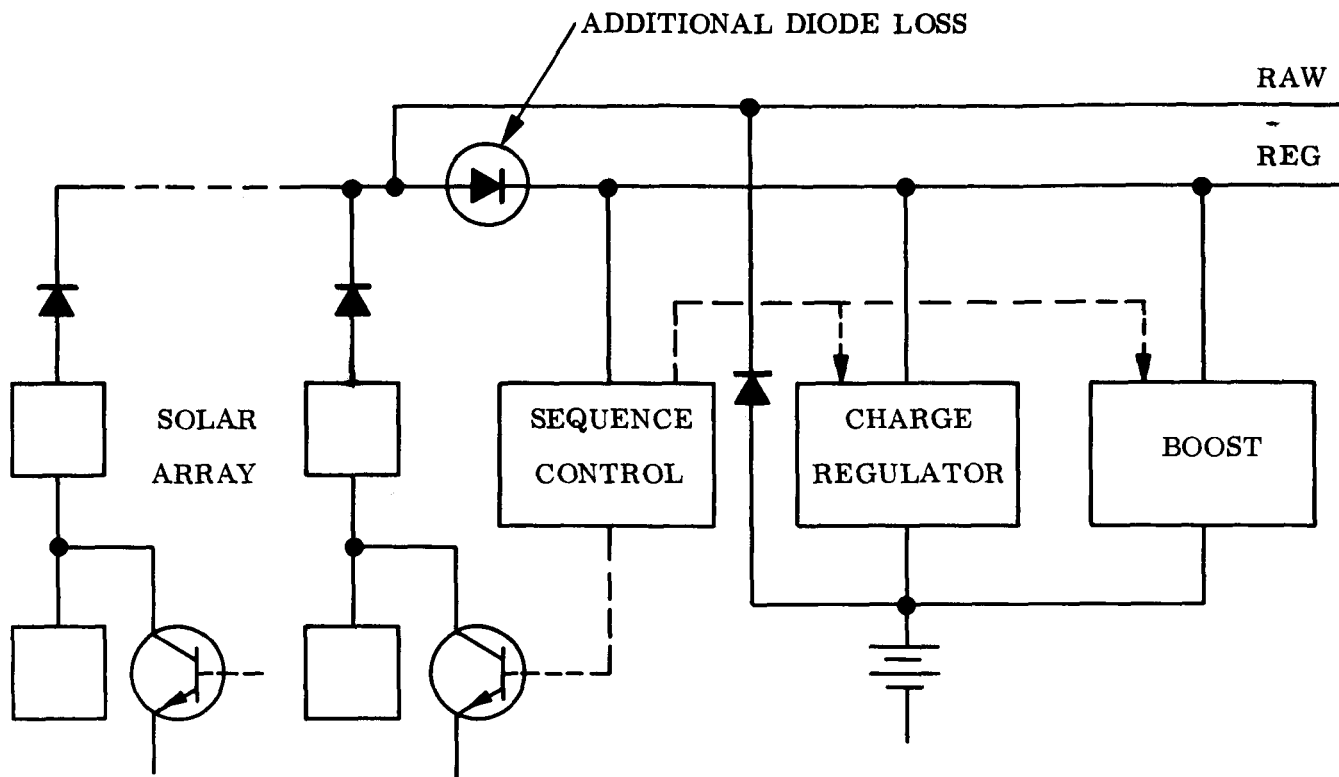 ADDITIONAL DIODE LOSS
RAW
REG
SOLAR
ARRAY
SEQUENCE
CONTROL
CHARGE
REGULATOR
BOOST